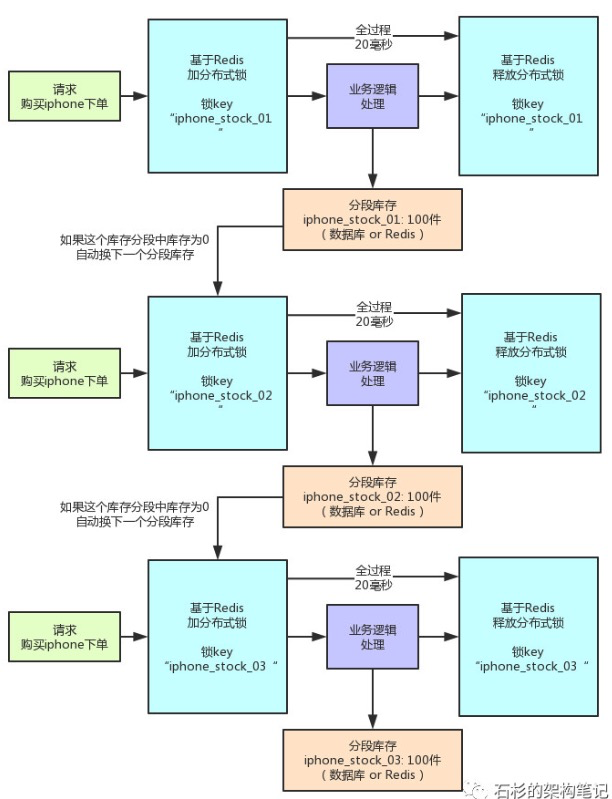 全过程
20毫秒
请求
购买iphone下单
基于Redis
加分布式锁
锁key
“iphone_stock_01
“
业务逻辑
处理
基于Redis
释放分布式锁
锁key
“iphone_stock_01
“
分段库存
iphone_stock_01: 100件
（数据库 or Redis）
如果这个库存分段中库存为0
自动换下一个分段库存
全过程
20毫秒
请求
购买iphone下单
基于Redis
加分布式锁
锁key
“iphone_stock_02
“
业务逻辑
处理
基于Redis
释放分布式锁
锁key
“iphone_stock_02
“
分段库存
iphone_stock_02: 100件
（数据库 or Redis）
如果这个库存分段中库存为0
自动换下一个分段库存
全过程
20毫秒
请求
购买iphone下单
基于Redis
加分布式锁
锁key
“iphone_stock_03 “
业务逻辑
处理
基于Redis
释放分布式锁
锁key
“iphone_stock_03 “
分段库存
iphone_stock_03: 100件
（数据库 or Redis）
石杉的架构笔记